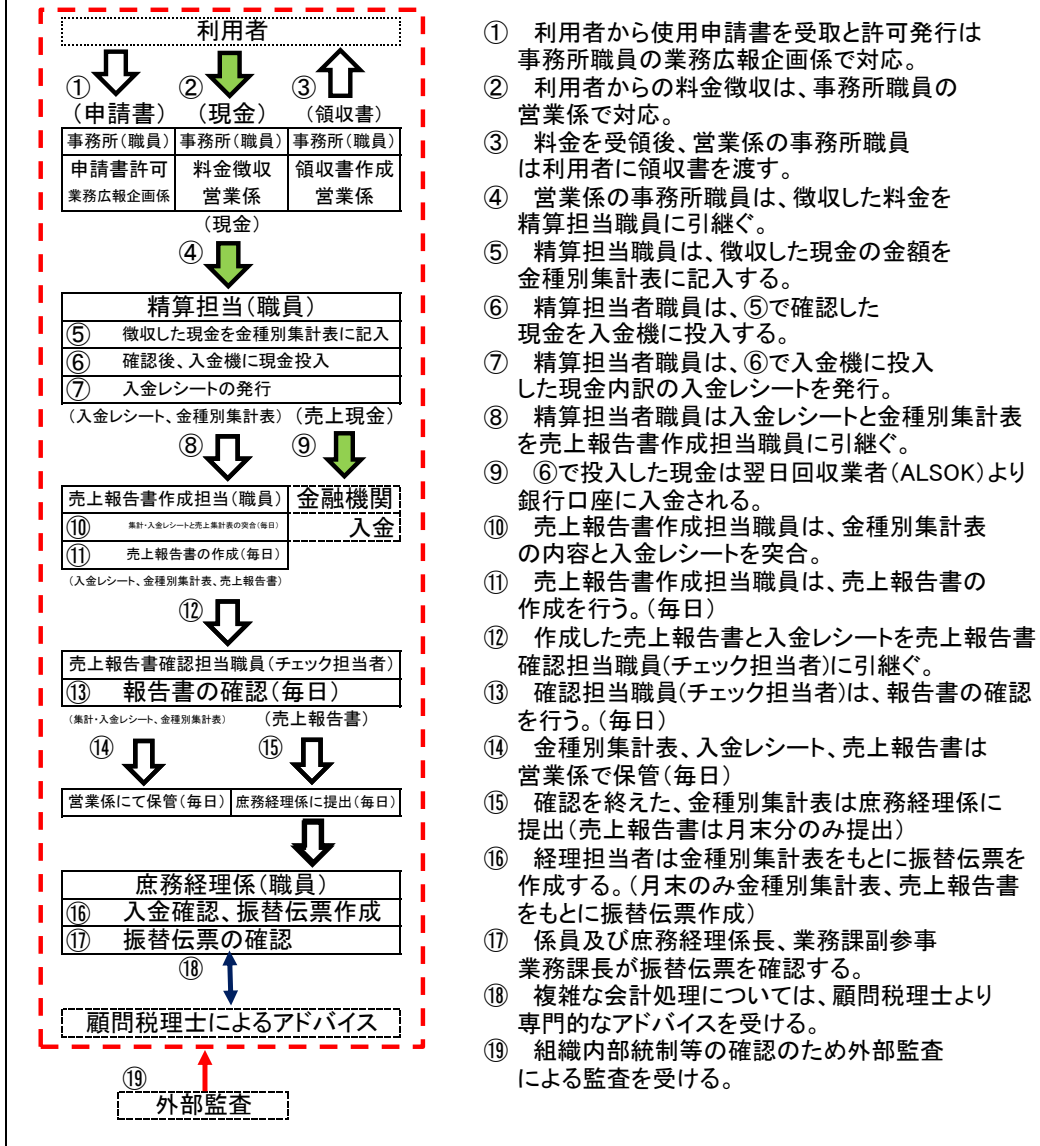 利用者
① ② ③
(申請書) (現金) (領収書)
事務所(職員) 事務所(職員) 事務所(職員)
申請書許可 料金徴収 領収書作成
業務広報企画係 営業係 営業係
(現金)
④
精算担当(職員)
⑤ 徴収した現金を金種別集計表に記入
⑥ 確認後、入金機に現金投入
⑦ 入金レシートの発行
(入金レシート、金種別集計表) (売上現金)
⑧ ⑨
売上報告書作成担当(職員) 金融機関
⑩ 集計・入金レシートと売上集計表の突合(毎日) 入金
⑪ 売上報告書の作成(毎日)
(入金レシート、金種別集計表、売上報告書)
⑫
売上報告書確認担当職員(チェック担当者)
⑬ 報告書の確認(毎日)
(集計・入金レシート、金種別集計表) (売上報告書)
⑭ ⑮
営業係にて保管(毎日) 庶務経理係に提出(毎日)
庶務経理係(職員)
⑯ 入金確認、振替伝票作成
⑰ 振替伝票の確認
⑱
顧問税理士によるアドバイス
⑲
外部監査
① 利用者から使用申請書を受取と許可発行は
事務所職員の業務広報企画係で対応。
② 利用者からの料金徴収は、事務所職員の
営業係で対応。
③ 料金を受領後、営業係の事務所職員
は利用者に領収書を渡す。
④ 営業係の事務所職員は、徴収した料金を
精算担当職員に引継ぐ。
⑤ 精算担当職員は、徴収した現金の金額を
金種別集計表に記入する。
⑥ 精算担当者職員は、⑤で確認した
現金を入金機に投入する。
⑦ 精算担当者職員は、⑥で入金機に投入
した現金内訳の入金レシートを発行。
⑧ 精算担当者職員は入金レシートと金種別集計表
を売上報告書作成担当職員に引継ぐ。
⑨ ⑥で投入した現金は翌日回収業者(ALSOK)より
銀行口座に入金される。
⑩ 売上報告書作成担当職員は、金種別集計表
の内容と入金レシートを突合。
⑪ 売上報告書作成担当職員は、売上報告書の
作成を行う。(毎日)
⑫ 作成した売上報告書と入金レシートを売上報告書
確認担当職員(チェック担当者)に引継ぐ。
⑬ 確認担当職員(チェック担当者)は、報告書の確認
を行う。(毎日)
⑭ 金種別集計表、入金レシート、売上報告書は
営業係で保管(毎日)
⑮ 確認を終えた、金種別集計表は庶務経理係に
提出(売上報告書は月末分のみ提出)
⑯ 経理担当者は金種別集計表をもとに振替伝票を
作成する。(月末のみ金種別集計表、売上報告書
をもとに振替伝票作成)
⑰ 係員及び庶務経理係長、業務課副参事
業務課長が振替伝票を確認する。
⑱ 複雑な会計処理については、顧問税理士より
専門的なアドバイスを受ける。
⑲ 組織内部統制等の確認のため外部監査
による監査を受ける。